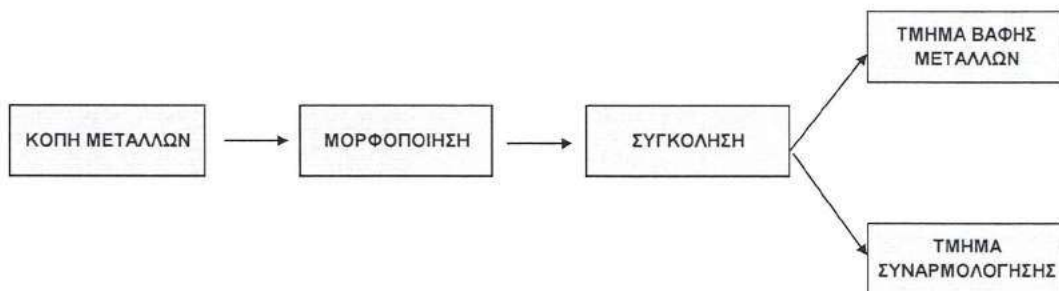 ΚΟΠΗ ΜΕΤΑΛΛΩΝ
ΜΟΡΦΟΠΟΙΗΣΗ
ΣΥΓΚΟΛΗΣΗ
ΤΜΗΜΑ ΒΑΦΗΣ
ΜΕΤΑΛΛΩΝ
ΤΜΗΜΑ
ΣΥΝΑΡΜΟΛΟΓΗΣΗΣ